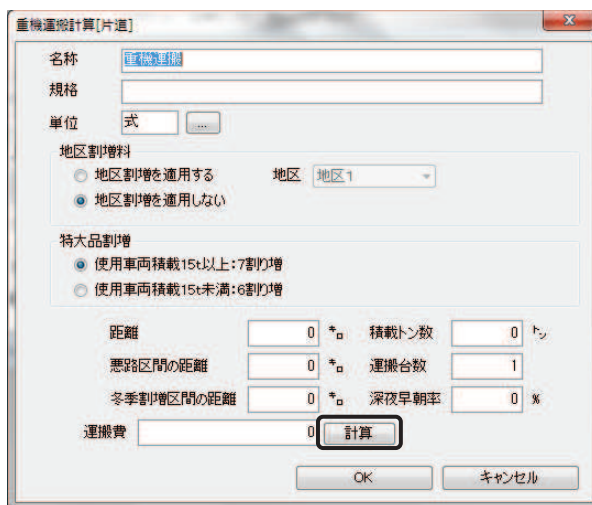 重機運搬計算[片道]
名称 重機運搬
規格
単位 式 ...
地区割増料
地区割増を適用する 地区 地区1
地区割増を適用しない
特大品割増
使用車両積載15t以上:7割り増
使用車両積載15t未満:6割り増
距離 0 ㌔ 積載トン数 0 ㌧
悪路区間の距離 0 ㌔ 運搬台数 1
冬季割増区間の距離 0 ㌔ 深夜早朝率 0 %
運搬費 0 計算
OK キャンセル